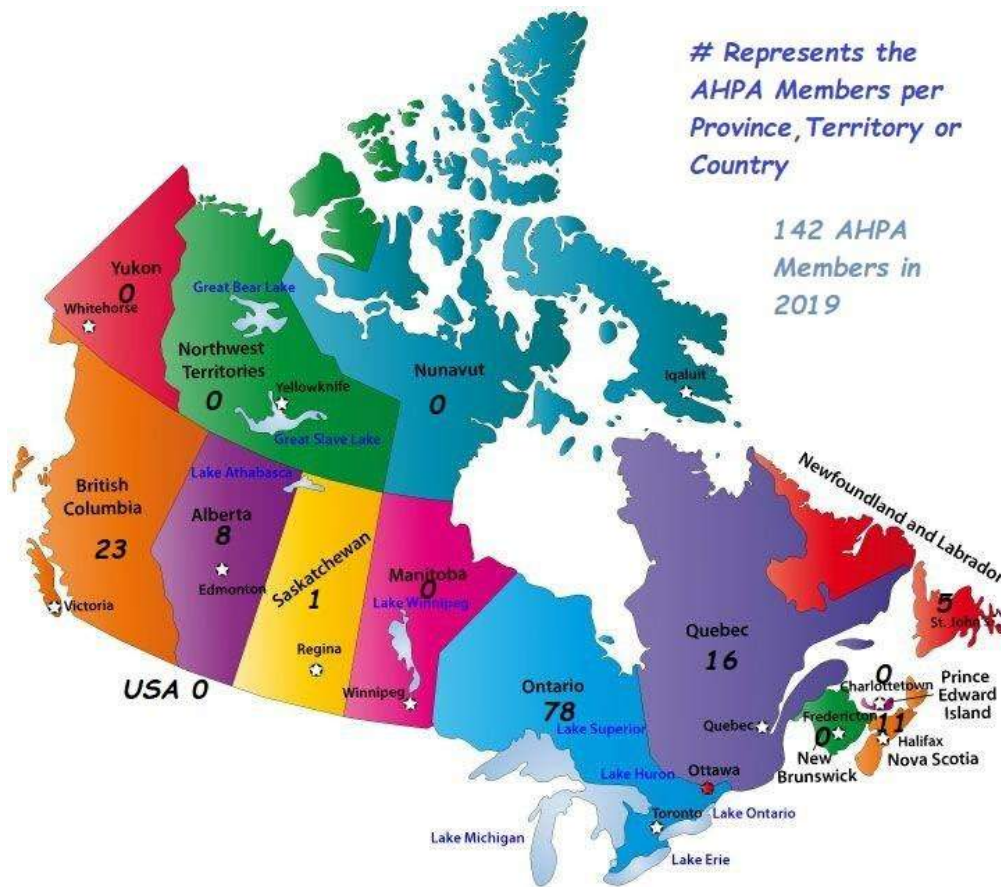 # Represents the
AHPA Members per
Province, Territory or
Country
142 AHPA
Members in
2019
Yukon
0
Whitehorse
Great Bear Lake
Northwest
Territories
0
Yellowknife
Great Slave Lake
Nunavut
0
Iqaluit
British
Columbia
23
Victoria
Lake Athabasca
Alberta
8
Edmonton
Saskatchewan
1
Regina
Manitoba
0
Lake Winnipeg
Winnipeg
USA 0
Ontario
78
Lake Superior
Lake Huron
Ottawa
Toronto
Lake Ontario
Lake Michigan
Lake Erie
Quebec
16
Quebec
Newfoundland and Labrador
5
St. John's
0
Charlottetown
Prince
Edward
Island
Fredericton
0
New
Brunswick
11
Halifax
Nova Scotia